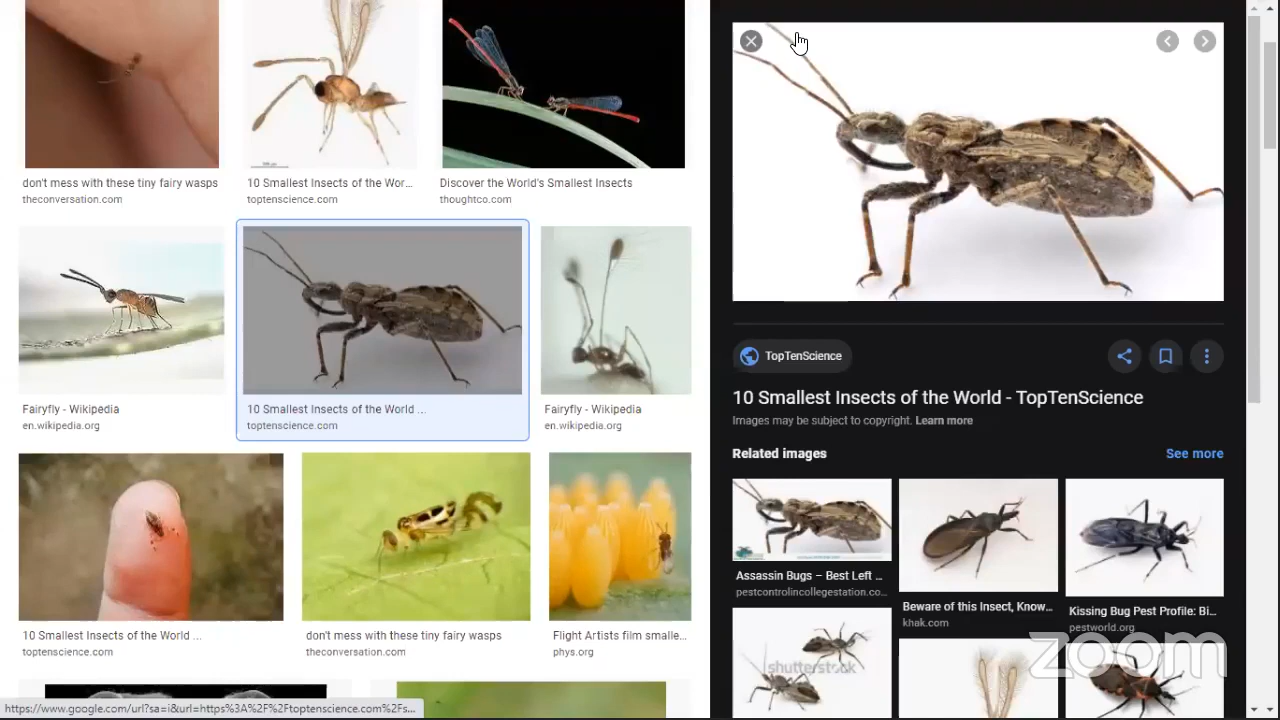 don't mess with these tiny fairy wasps
theconversation.com
10 Smallest Insects of the Wor...
toptenscience.com
Discover the World's Smallest Insects
thoughtco.com
Fairyfly - Wikipedia
en.wikipedia.org
10 Smallest Insects of the World ...
toptenscience.com
Fairyfly - Wikipedia
en.wikipedia.org
10 Smallest Insects of the World ...
toptenscience.com
don't mess with these tiny fairy wasps
theconversation.com
Flight Artists film smalle...
phys.org
https://www.google.com/url?sa=i&url=https%3A%2F%2Ftoptenscience.com%2Fs...
TopTenScience
10 Smallest Insects of the World - TopTenScience
Images may be subject to copyright. Learn more
Related images
See more
Assassin Bugs – Best Left ...
pestcontrolincollegestation.co...
Beware of this Insect, Know...
khak.com
Kissing Bug Pest Profile: Bi...
pestworld.org
shutterstock
zoom